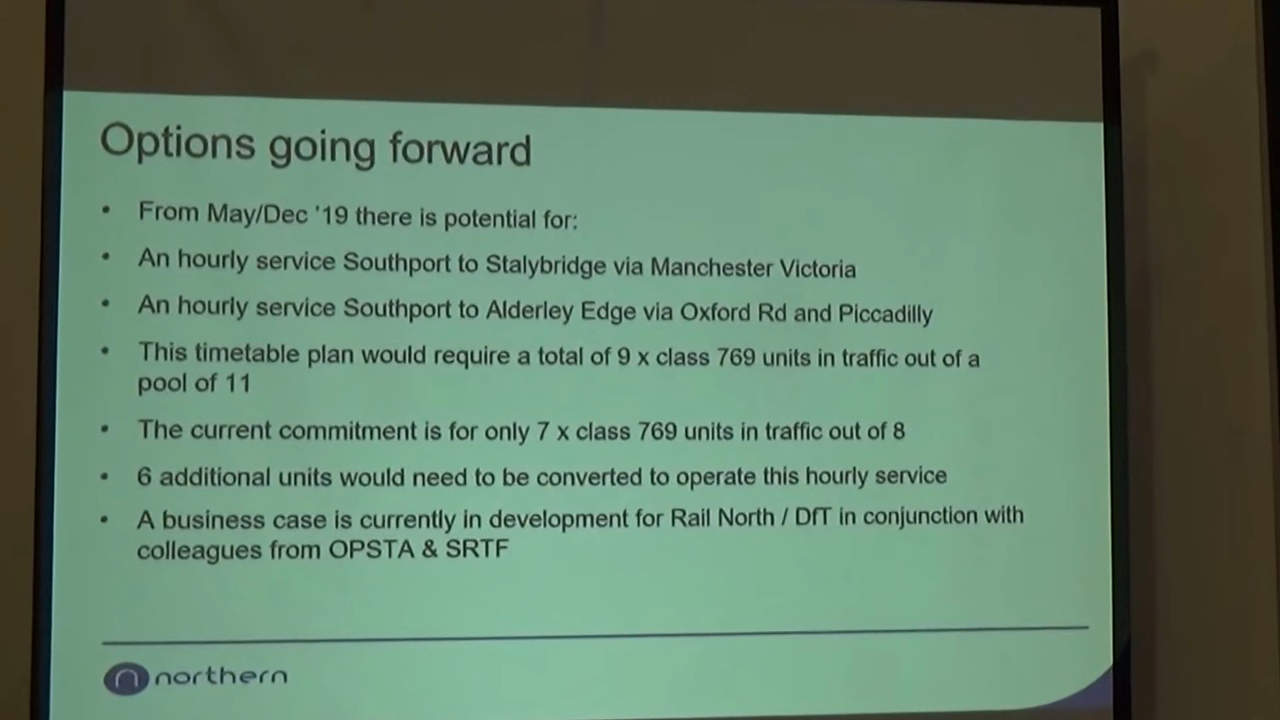 Options going forward
• From May/Dec '19 there is potential for:
• An hourly service Southport to Stalybridge via Manchester Victoria
• An hourly service Southport to Alderley Edge via Oxford Rd and Piccadilly
• This timetable plan would require a total of 9 x class 769 units in traffic out of a
pool of 11
• The current commitment is for only 7 x class 769 units in traffic out of 8
• 6 additional units would need to be converted to operate this hourly service
• A business case is currently in development for Rail North / DfT in conjunction with
colleagues from OPSTA & SRTF
northern